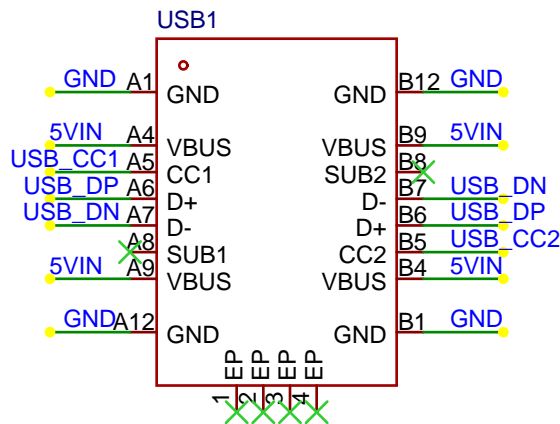 USB1
GND A1 GND GND B12 GND
5VIN A4 VBUS VBUS B9 5VIN
USB_CC1 A5 CC1 SUB2 B8
USB_DP A6 D+ D- B7 USB_DN
USB_DN A7 D- D+ B6 USB_DP
A8 SUB1 CC2 B5 USB_CC2
5VIN A9 VBUS VBUS B4 5VIN
GND A12 GND GND B1 GND
EP EP EP EP
1 2 3 4